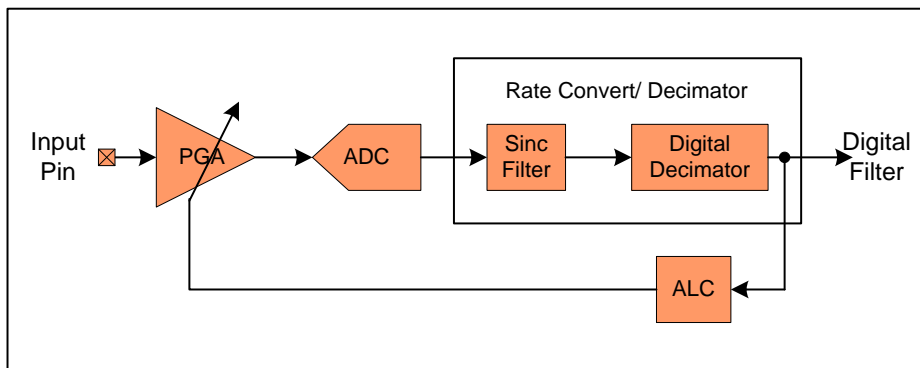 Rate Convert/ Decimator
Input
Pin
PGA
ADC
Sinc
Filter
Digital
Decimator
Digital
Filter
ALC